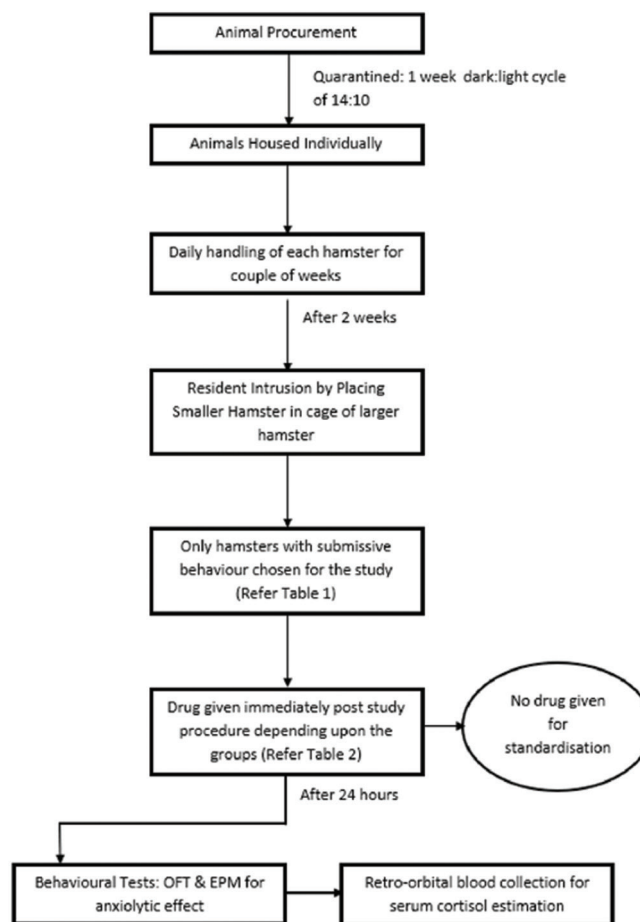 Animal Procurement
Quarantined: 1 week dark:light cycle
of 14:10
Animals Housed Individually
Daily handling of each hamster for
couple of weeks
After 2 weeks
Resident Intrusion by Placing
Smaller Hamster in cage of larger
hamster
Only hamsters with submissive
behaviour chosen for the study
(Refer Table 1)
Drug given immediately post study
procedure depending upon the
groups (Refer Table 2)
No drug given
for
standardisation
After 24 hours
Behavioural Tests: OFT & EPM for
anxiolytic effect
Retro-orbital blood collection for
serum cortisol estimation